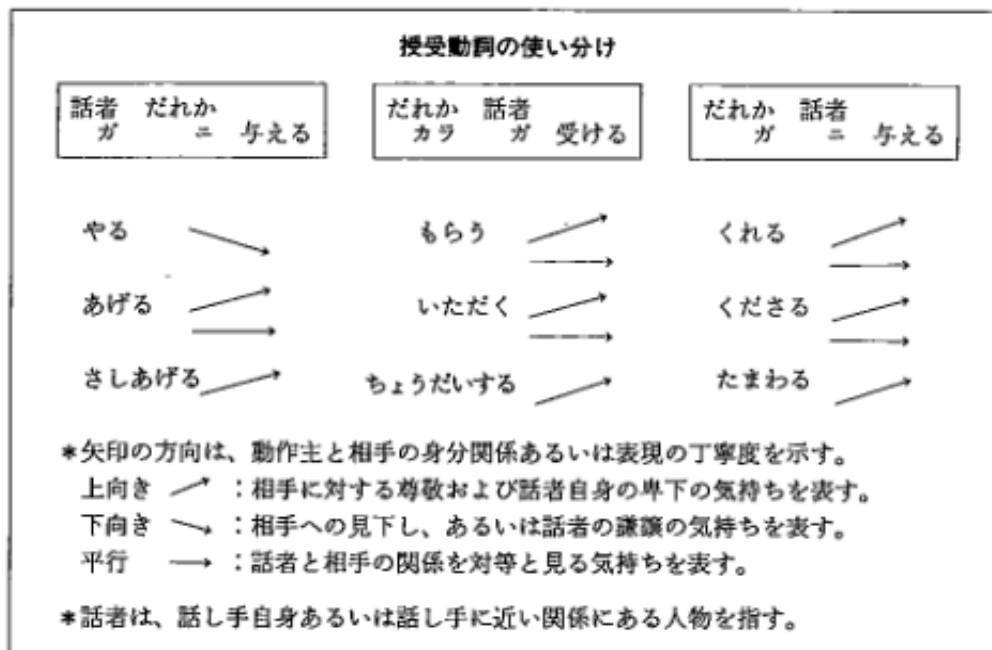 授受動詞の使い分け
話者 だれか
ガ ニ 与える
だれか 話者
カラ ガ 受ける
だれか 話者
ガ ニ 与える
やる もらう くれる
あげる いただく くださる
さしあげる ちょうだいする たまわる
*矢印の方向は、動作主と相手の身分関係あるいは表現の丁寧度を示す。
上向き ↗ :相手に対する尊敬および話者自身の卑下の気持ちを表す。
下向き ↘ :相手への見下し、あるいは話者の謙譲の気持ちを表す。
平行 → :話者と相手の関係を対等と見る気持ちを表す。
*話者は、話し手自身あるいは話し手に近い関係にある人物を指す。